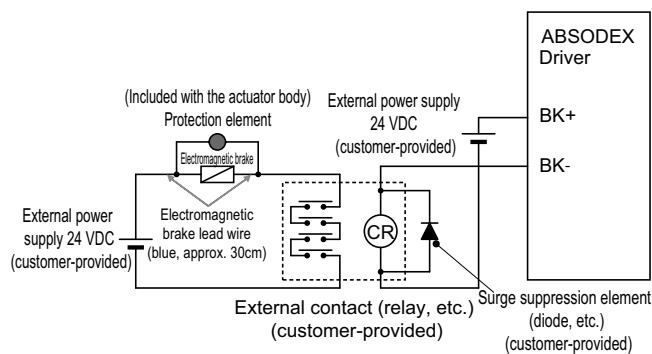 ABSODEX
Driver
BK+
BK-
(Included with the actuator body)
Protection element
Electromagnetic brake
External power supply
24 VDC
(customer-provided)
External power
supply 24 VDC
(customer-provided)
Electromagnetic
brake lead wire
(blue, approx. 30cm)
CR
External contact (relay, etc.)
(customer-provided)
Surge suppression element
(diode, etc.)
(customer-provided)